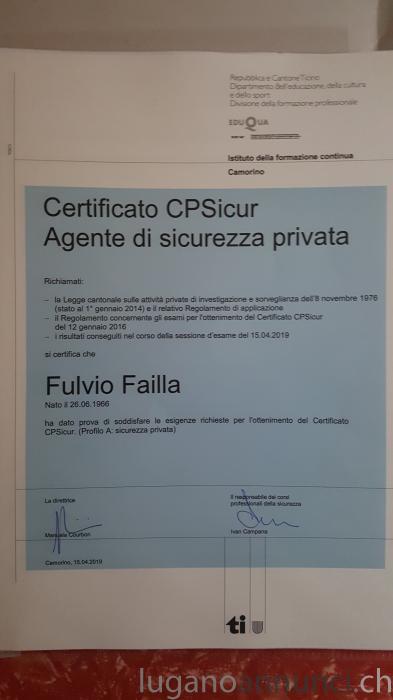 Repubblica e Cantone Ticino
Dipartimento dell'educazione, della cultura
e dello sport
Divisione della formazione professionale
EDUQUA
Istituto della formazione continua
Camorino
Certificato CPSicur
Agente di sicurezza privata
Richiamati:
– la Legge cantonale sulle attività private di investigazione e sorveglianza dell'8 novembre 1976
(stato al 1° gennaio 2014) e il relativo Regolamento di applicazione
– il Regolamento concernente gli esami per l'ottenimento del Certificato CPSicur
del 12 gennaio 2016
– i risultati conseguiti nel corso della sessione d'esame del 15.04.2019
si certifica che
Fulvio Failla
Nato il 26.06.1966
ha dato prova di soddisfare le esigenze richieste per l'ottenimento del Certificato
CPSicur. (Profilo A: sicurezza privata)
La direttrice
Manuela Courbon
Il responsabile dei corsi
professionali della sicurezza
Ivan Campana
Camorino, 15.04.2019
ti
luganoannunci.ch